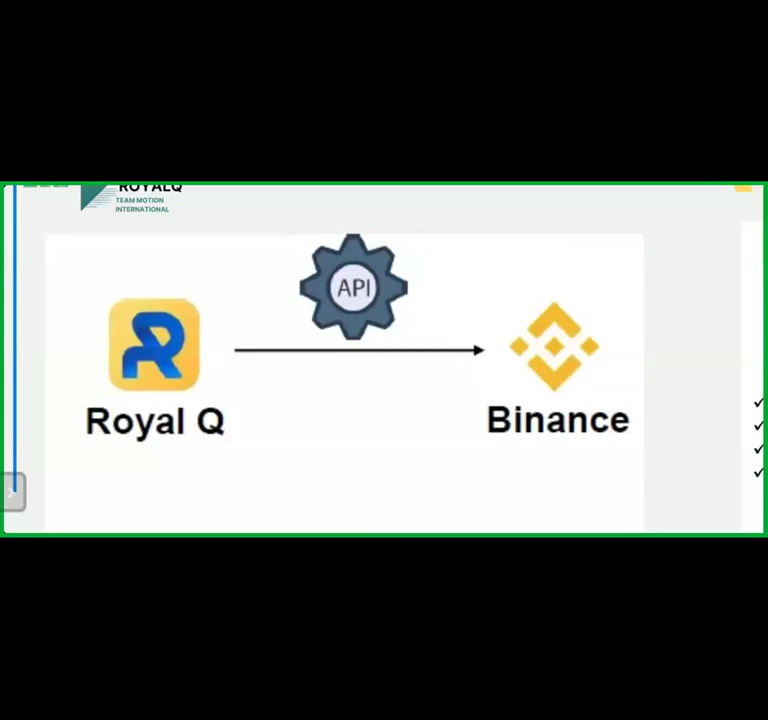 ROYALQ
TEAM MOTION
INTERNATIONAL
API
Royal Q
Binance